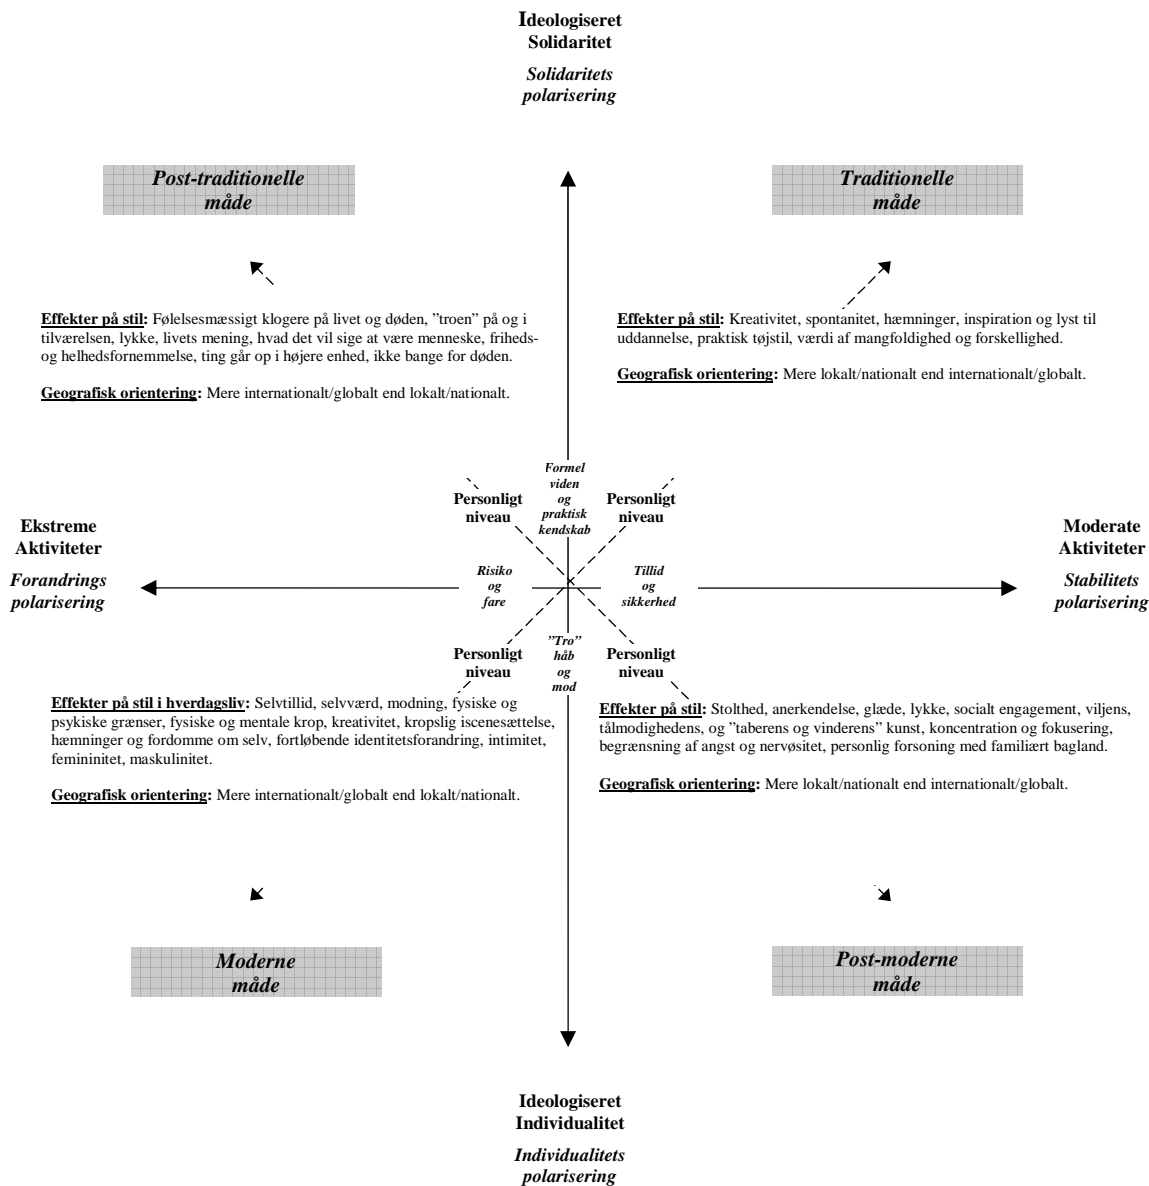 Ideologiseret
Solidaritet
Solidaritets
polarisering
Post-traditionelle
måde
Traditionelle
måde
Effekter på stil: Følelsesmæssigt klogere på livet og døden, ”troen” på og i
tilværelsen, lykke, livets mening, hvad det vil sige at være menneske, friheds-
og helhedsfornemmelse, ting går op i højere enhed, ikke bange for døden.
Geografisk orientering: Mere internationalt/globalt end lokalt/nationalt.
Effekter på stil: Kreativitet, spontanitet, hæmninger, inspiration og lyst til
uddannelse, praktisk tøjstil, værdi af mangfoldighed og forskellighed.
Geografisk orientering: Mere lokalt/nationalt end internationalt/globalt.
Formel
viden
og
praktisk
kendskab
Personligt
niveau
Personligt
niveau
Ekstreme
Aktiviteter
Forandrings
polarisering
Risiko
og
fare
Tillid
og
sikkerhed
Moderate
Aktiviteter
Stabilitets
polarisering
”Tro”
håb
og
mod
Personligt
niveau
Personligt
niveau
Effekter på stil i hverdagsliv: Selvtillid, selvværd, modning, fysiske og
psykiske grænser, fysiske og mentale krop, kreativitet, kropslig iscenesættelse,
hæmninger og fordomme om selv, fortløbende identitetsforandring, intimitet,
femininitet, maskulinitet.
Geografisk orientering: Mere internationalt/globalt end lokalt/nationalt.
Effekter på stil: Stolthed, anerkendelse, glæde, lykke, socialt engagement, viljens,
tålmodighedens, og ”taberens og vinderens” kunst, koncentration og fokusering,
begrænsning af angst og nervøsitet, personlig forsoning med familiært bagland.
Geografisk orientering: Mere lokalt/nationalt end internationalt/globalt.
Moderne
måde
Post-moderne
måde
Ideologiseret
Individualitet
Individualitets
polarisering